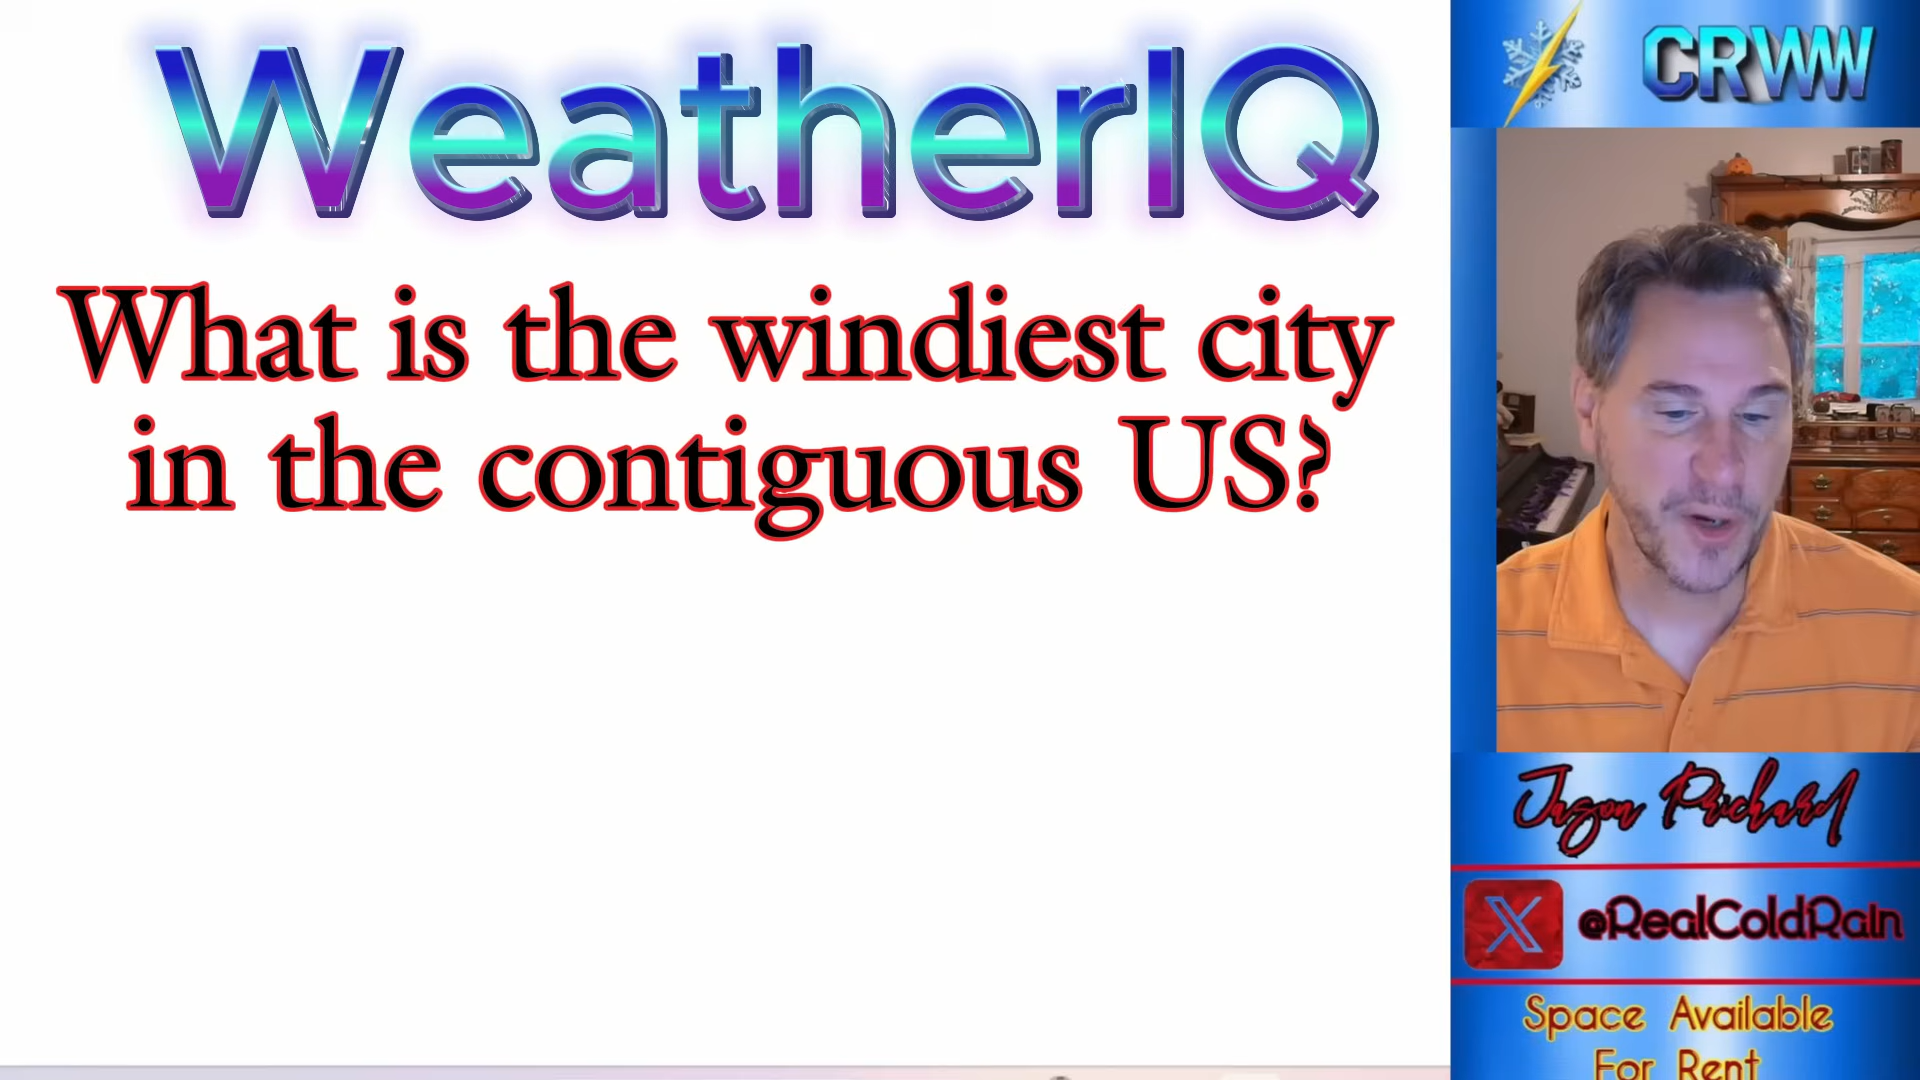 WeatherIQ
What is the windiest city
in the contiguous US?
CRWW
Jason Prichard
@RealColdRain
Space Available
For Rent